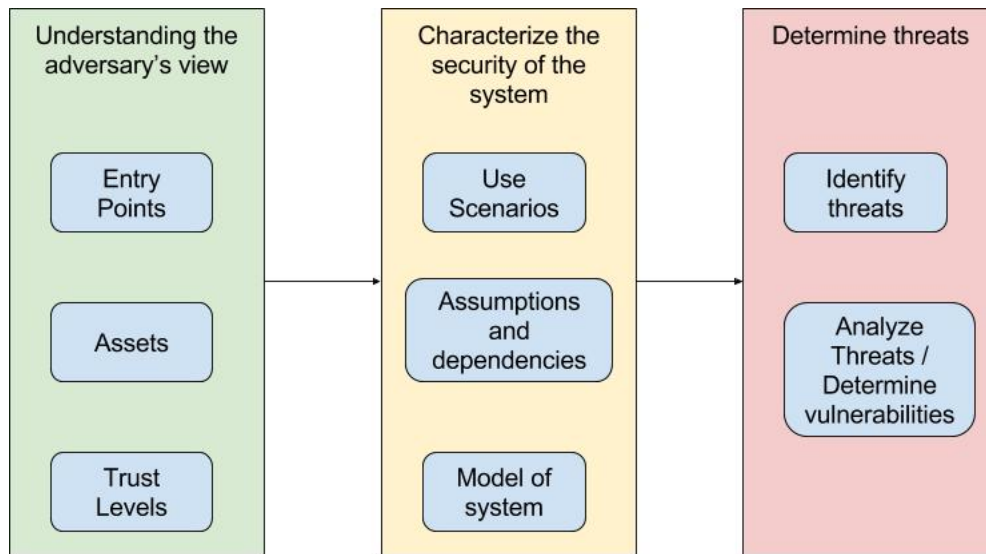 Understanding the
adversary’s view
Entry
Points
Assets
Trust
Levels
Characterize the
security of the
system
Use
Scenarios
Assumptions
and
dependencies
Model of
system
Determine threats
Identify
threats
Analyze
Threats /
Determine
vulnerabilities